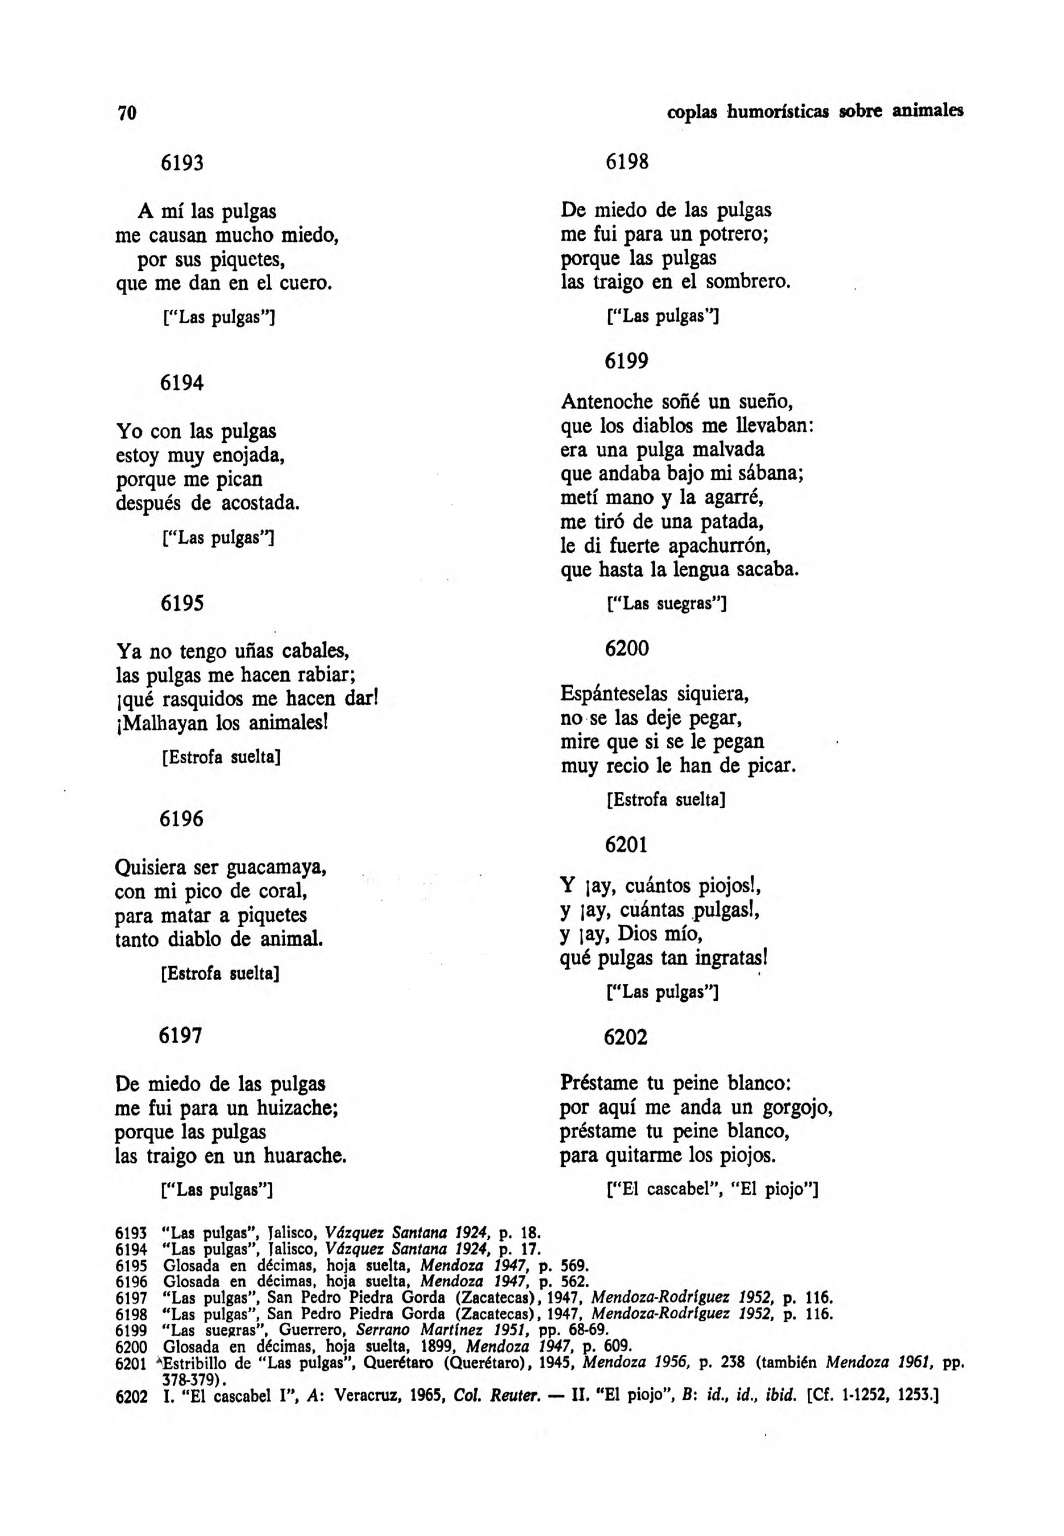 70
coplas humorísticas sobre animales
6193
A mí las pulgas
me causan mucho miedo,
por sus piquetes,
que me dan en el cuero.
["Las pulgas"]
6194
Yo con las pulgas
estoy muy enojada,
porque me pican
después de acostada.
["Las pulgas"]
6195
Ya no tengo uñas cabales,
las pulgas me hacen rabiar;
¡qué rasquidos me hacen dar!
¡Malhayan los animales!
[Estrofa suelta]
6196
Quisiera ser guacamaya,
con mi pico de coral,
para matar a piquetes
tanto diablo de animal.
[Estrofa suelta]
6197
De miedo de las pulgas
me fui para un huizache;
porque las pulgas
las traigo en un huarache.
["Las pulgas"]
6198
De miedo de las pulgas
me fui para un potrero;
porque las pulgas
las traigo en el sombrero.
["Las pulgas"]
6199
Antenoche soñé un sueño,
que los diablos me llevaban:
era una pulga malvada
que andaba bajo mi sábana;
metí mano y la agarré,
me tiró de una patada,
le di fuerte apachurrón,
que hasta la lengua sacaba.
["Las suegras"]
6200
Espánteselas siquiera,
no se las deje pegar,
mire que si se le pegan
muy recio le han de picar.
[Estrofa suelta]
6201
Y ¡ay, cuántos piojos!,
y ¡ay, cuántas pulgas!,
y ¡ay, Dios mío,
qué pulgas tan ingratas!
["Las pulgas"]
6202
Préstame tu peine blanco:
por aquí me anda un gorgojo,
préstame tu peine blanco,
para quitarme los piojos.
["El cascabel", "El piojo"]
6193 "Las pulgas", Jalisco, Vázquez Santana 1924, p. 18.
6194 "Las pulgas", Jalisco, Vázquez Santana 1924, p. 17.
6195 Glosada en décimas, hoja suelta, Mendoza 1947, p. 569.
6196 Glosada en décimas, hoja suelta, Mendoza 1947, p. 562.
6197 "Las pulgas", San Pedro Piedra Gorda (Zacatecas), 1947, Mendoza-Rodríguez 1952, p. 116.
6198 "Las pulgas", San Pedro Piedra Gorda (Zacatecas), 1947, Mendoza-Rodríguez 1952, p. 116.
6199 "Las suegras", Guerrero, Serrano Martínez 1951, pp. 68-69.
6200 Glosada en décimas, hoja suelta, 1899, Mendoza 1947, p. 609.
6201 Estribillo de "Las pulgas", Querétaro (Querétaro), 1945, Mendoza 1956, p. 238 (también Mendoza 1961, pp.
378-379).
6202 I. "El cascabel I", A: Veracruz, 1965, Col. Reuter. — II. "El piojo", B: id., id., ibid. [Cf. 1-1252, 1253.]